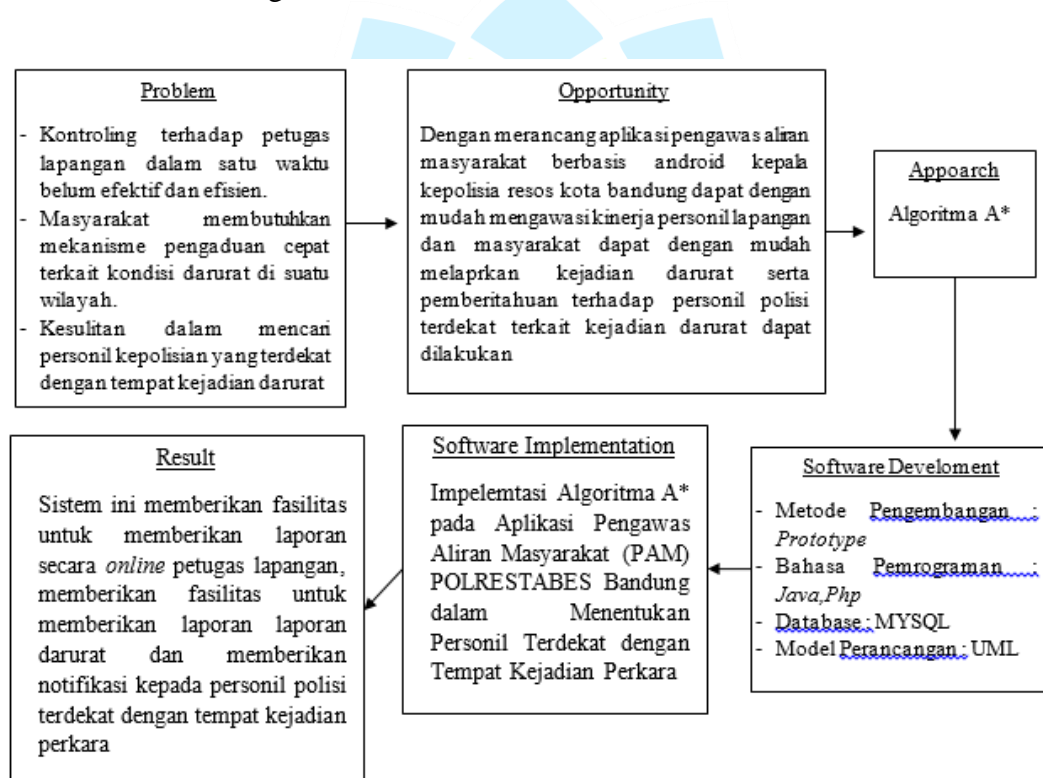 Problem
- Kontroling terhadap petugas
lapangan dalam satu waktu
belum efektif dan efisien.
- Masyarakat membutuhkan
mekanisme pengaduan cepat
terkait kondisi darurat di suatu
wilayah.
- Kesulitan dalam mencari
personil kepolisian yang terdekat
dengan tempat kejadian darurat
Opportunity
Dengan merancang aplikasi pengawas aliran
masyarakat berbasis android kepala
kepolisia resos kota bandung dapat dengan
mudah mengawasi kinerja personil lapangan
dan masyarakat dapat dengan mudah
melaprkan kejadian darurat serta
pemberitahuan terhadap personil polisi
terdekat terkait kejadian darurat dapat
dilakukan
Appoarch
Algoritma A*
Software Develoment
- Metode Pengembangan :
Prototype
- Bahasa Pemrograman :
Java,Php
- Database : MYSQL
- Model Perancangan : UML
Software Implementation
Impelemtasi Algoritma A*
pada Aplikasi Pengawas
Aliran Masyarakat (PAM)
POLRESTABES Bandung
dalam Menentukan
Personil Terdekat dengan
Tempat Kejadian Perkara
Result
Sistem ini memberikan fasilitas
untuk memberikan laporan
secara online petugas lapangan,
memberikan fasilitas untuk
memberikan laporan laporan
darurat dan memberikan
notifikasi kepada personil polisi
terdekat dengan tempat kejadian
perkara